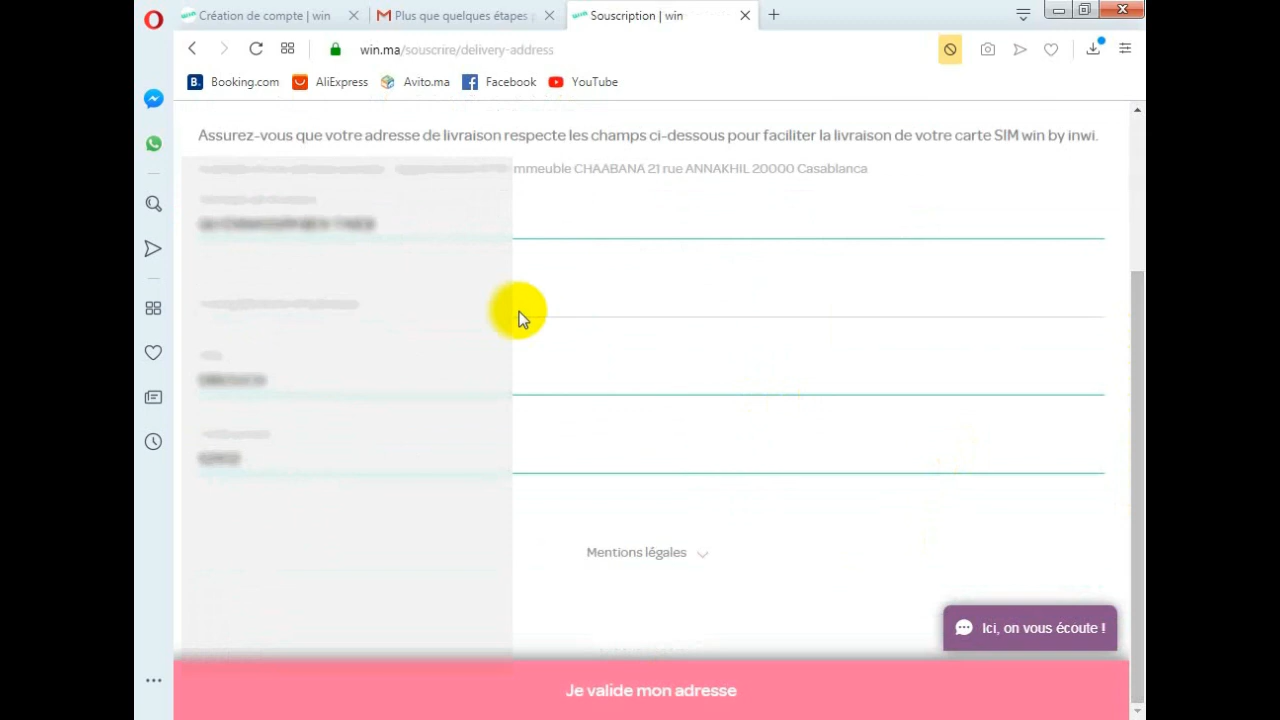 Création de compte | win
Plus que quelques étapes
Souscription | win
win.ma/souscrire/delivery-address
Booking.com
AliExpress
Avito.ma
Facebook
YouTube
Assurez-vous que votre adresse de livraison respecte les champs ci-dessous pour faciliter la livraison de votre carte SIM win by inwi.
mmeuble CHAABANA 21 rue ANNAKHIL 20000 Casablanca
Mentions légales
Ici, on vous écoute !
Je valide mon adresse